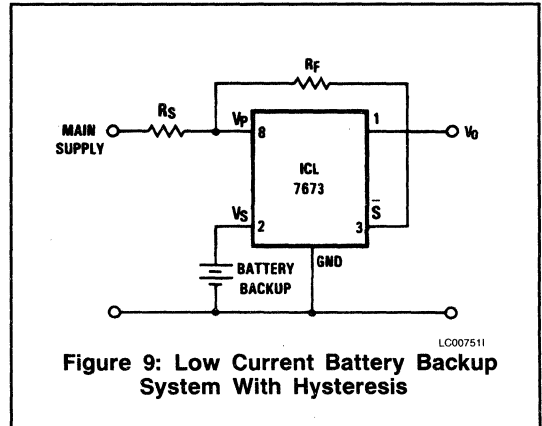 RF
RS
MAIN
SUPPLY
VP
8
1
V0
ICL
7673
VS
2
S̅
3
GND
BATTERY
BACKUP
LC00751I
Figure 9: Low Current Battery Backup
System With Hysteresis